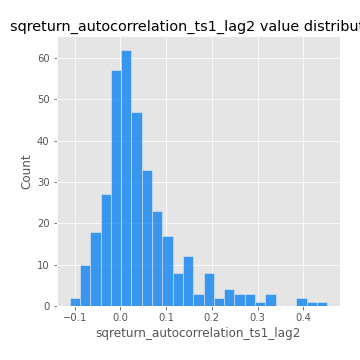 sqreturn_autocorrelation_ts1_lag2 value distribut
60
50
40
30
20
10
0
Count
−0.1 0.0 0.1 0.2 0.3 0.4
sqreturn_autocorrelation_ts1_lag2